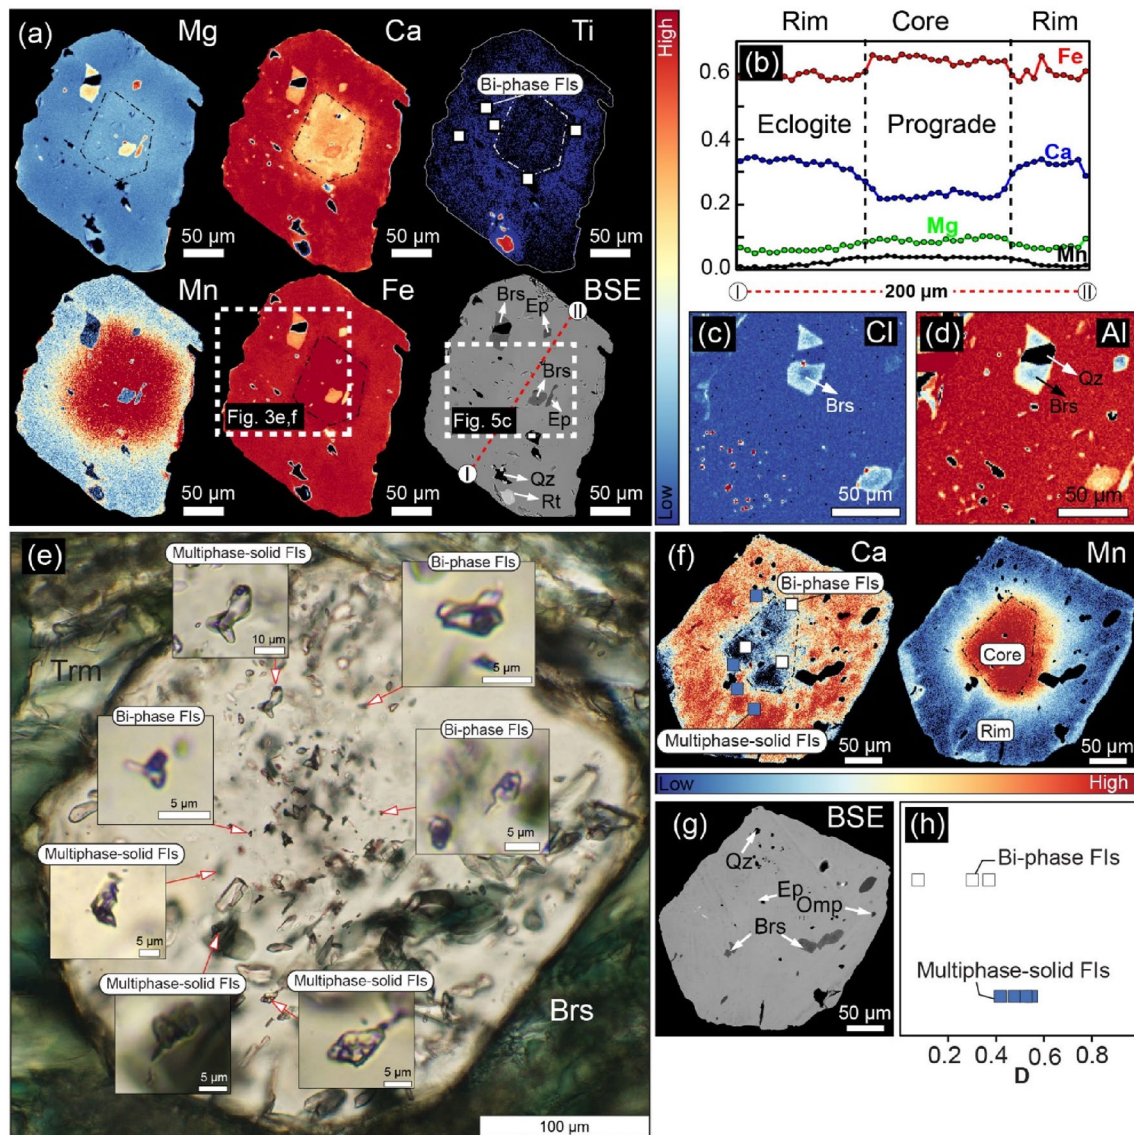 (a)
Mg
Ca
Ti
Bi-phase FIs
50 µm
50 µm
50 µm
Mn
Fe
BSE
Fig. 3e,f
Brs
Ep
II
Brs
Fig. 5c
Ep
I
Qz
Rt
50 µm
50 µm
50 µm
High
Low
Rim
Core
Rim
(b)
Fe
0.6
Eclogite
Prograde
0.4
Ca
0.2
Mg
Mn
0.0
I
200 µm
II
(c)
Cl
Brs
50 µm
(d)
Al
Qz
Brs
50 µm
(e)
Multiphase-solid FIs
10 µm
Bi-phase FIs
5 µm
Trm
Bi-phase FIs
5 µm
Bi-phase FIs
5 µm
Multiphase-solid FIs
5 µm
Multiphase-solid FIs
5 µm
Multiphase-solid FIs
5 µm
Brs
100 µm
(f)
Ca
Bi-phase FIs
Multiphase-solid FIs
50 µm
Mn
Core
Rim
50 µm
Low
High
(g)
BSE
Qz
Ep
Omp
Brs
50 µm
(h)
Bi-phase FIs
Multiphase-solid FIs
0.2 0.4 0.6 0.8
D